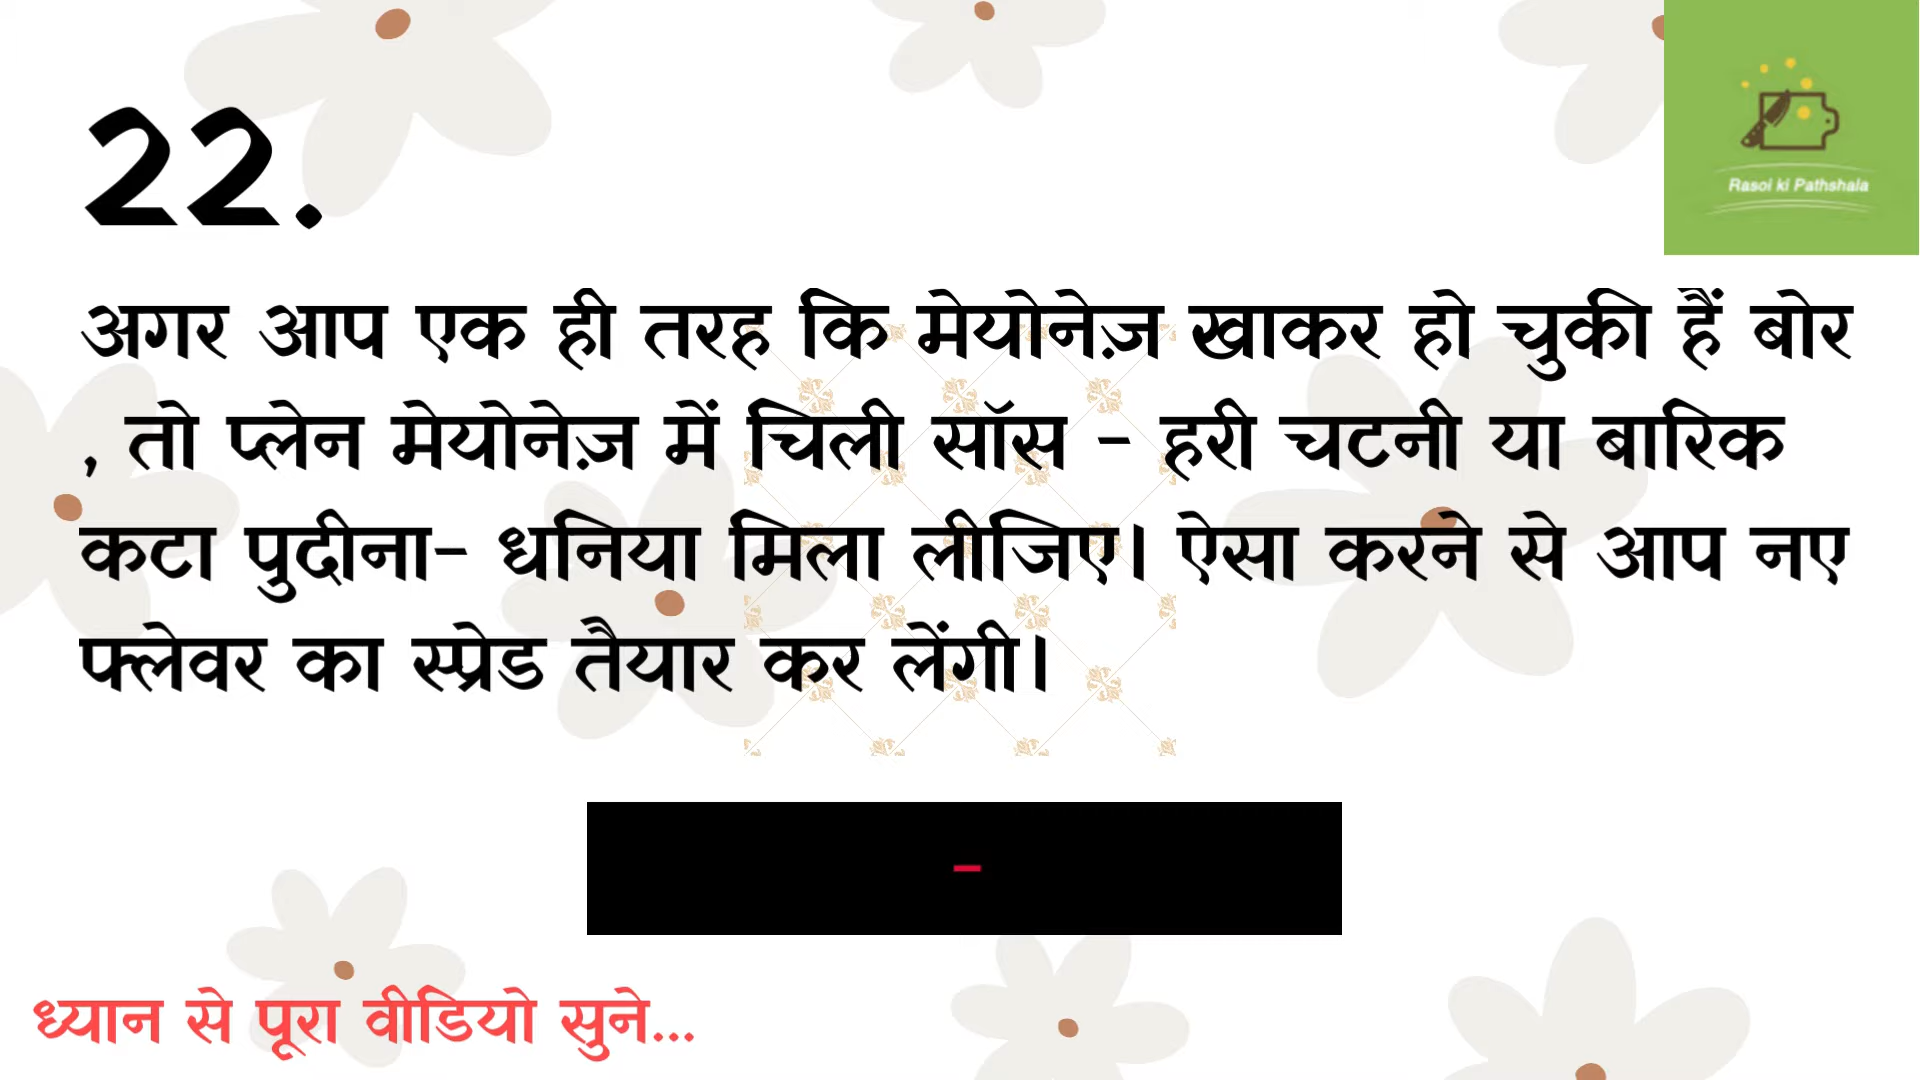 22.
Rasoi ki Pathshala
अगर आप एक ही तरह कि मेयोनेज़ खाकर हो चुकी हैं बोर
, तो प्लेन मेयोनेज़ में चिली सॉस - हरी चटनी या बारिक
कटा पुदीना- धनिया मिला लीजिए। ऐसा करने से आप नए
फ्लेवर का स्प्रेड तैयार कर लेंगी।
-
ध्यान से पूरा वीडियो सुने...